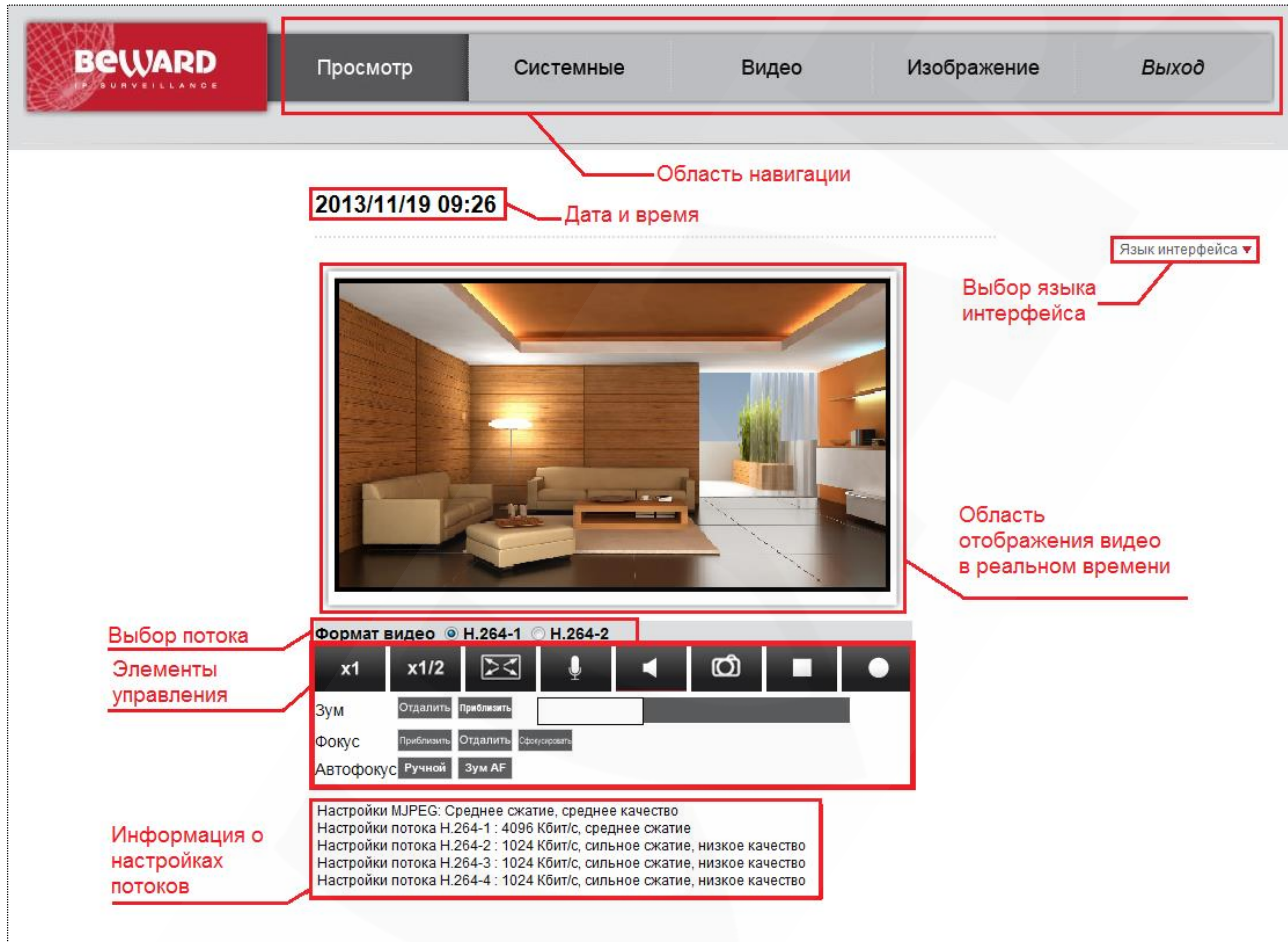 BEWARD
IP SURVEILLANCE
Просмотр
Системные
Видео
Изображение
Выход
Область навигации
2013/11/19 09:26
Дата и время
Язык интерфейса
Выбор языка
интерфейса
Область
отображения видео
в реальном времени
Выбор потока
Формат видео H.264-1 H.264-2
Элементы
управления
x1 x1/2
Зум Отдалить Приблизить
Фокус Приблизить Отдалить Сфокусировать
Автофокус Ручной Зум AF
Информация о
настройках
потоков
Настройки MJPEG: Среднее сжатие, среднее качество
Настройки потока H.264-1 : 4096 Кбит/с, среднее сжатие
Настройки потока H.264-2 : 1024 Кбит/с, сильное сжатие, низкое качество
Настройки потока H.264-3 : 1024 Кбит/с, сильное сжатие, низкое качество
Настройки потока H.264-4 : 1024 Кбит/с, сильное сжатие, низкое качество